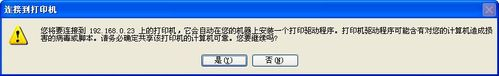 连接到打印机
您将要连接到 192.168.0.23 上的打印机，它会自动在您的机器上安装一个打印驱动程序。打印机驱动程序可能含有对您的计算机造成损
害的病毒或脚本。请务必确定共享该打印机的计算机可靠。您要继续吗?
是(Y)
否(N)